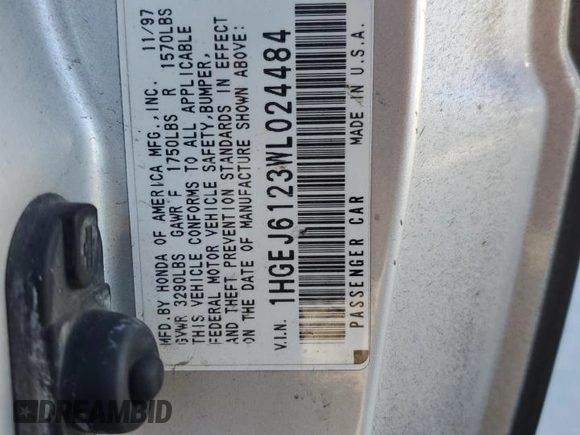 MFD.BY HONDA OF AMERICA MFG.,INC. 11/97
GVWR 3290LBS GAWR F 1750LBS R 1570LBS
THIS VEHICLE CONFORMS TO ALL APPLICABLE
FEDERAL MOTOR VEHICLE SAFETY,BUMPER,
AND THEFT PREVENTION STANDARDS IN EFFECT
ON THE DATE OF MANUFACTURE SHOWN ABOVE:
V.I.N. 1HGEJ6123WL024484
PASSENGER CAR MADE IN U.S.A.
DREAMBID